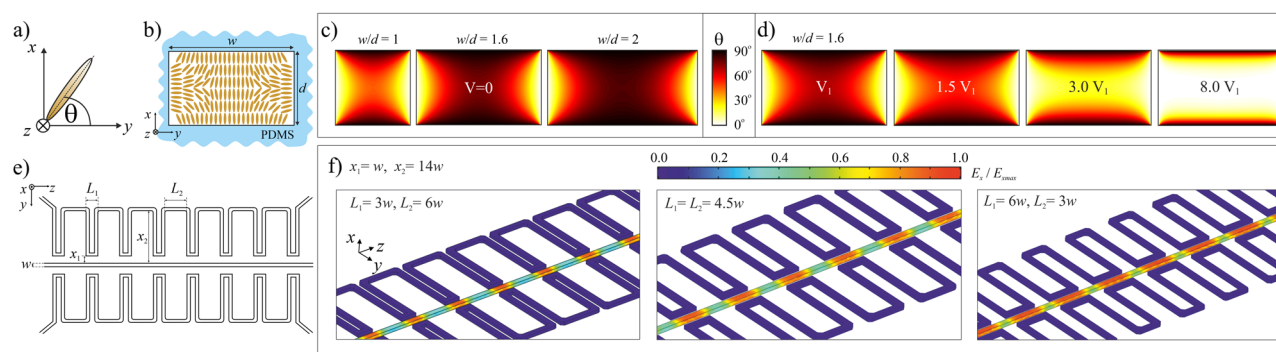 a)
x
θ
z
y
b)
w
d
x
z
y
PDMS
c)
w/d = 1
w/d = 1.6
w/d = 2
V=0
θ
90°
60°
30°
0°
d)
w/d = 1.6
V₁
1.5 V₁
3.0 V₁
8.0 V₁
e)
x
z
y
L₁
L₂
x₂
x₁
w
f)
x₁= w, x₂= 14w
0.0 0.2 0.4 0.6 0.8 1.0
Eₓ / Eₓₘₐₓ
L₁= 3w, L₂= 6w
x
z
y
L₁= L₂= 4.5w
L₁= 6w, L₂= 3w